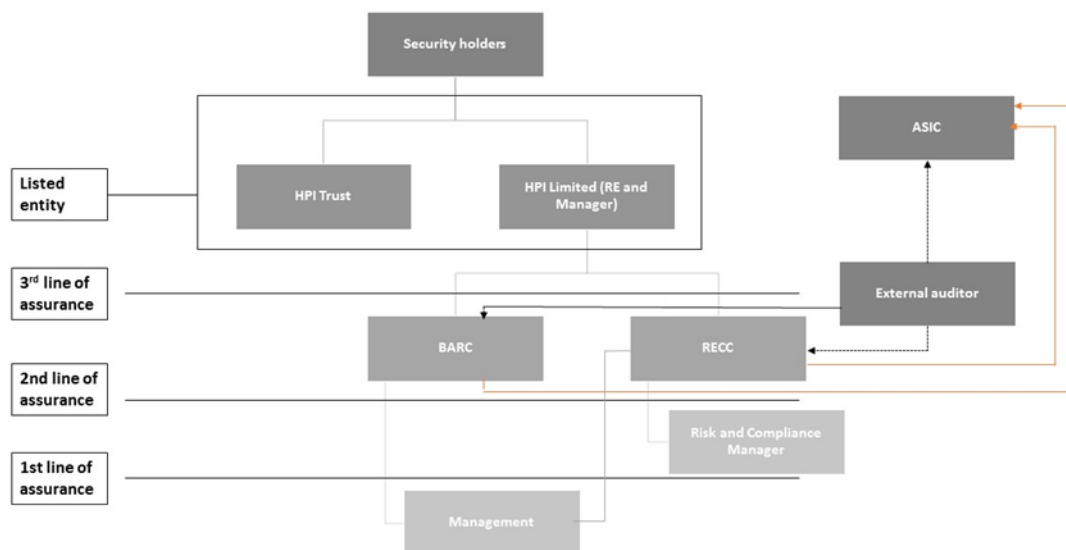 Security holders
ASIC
HPI Trust
HPI Limited (RE and
Manager)
Listed
entity
3rd line of
assurance
External auditor
BARC
RECC
2nd line of
assurance
Risk and Compliance
Manager
1st line of
assurance
Management